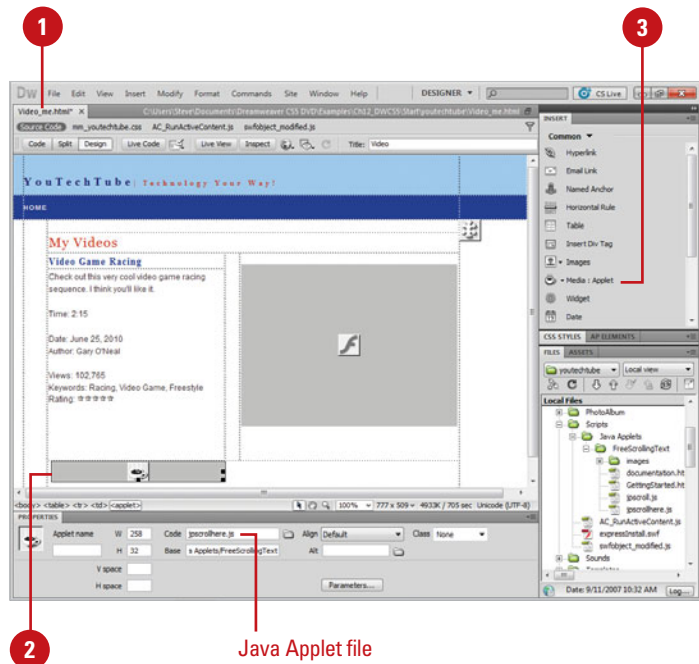 1
3
DW File Edit View Insert Modify Format Commands Site Window Help DESIGNER CS Live
Video_me.html* × C:\Users\Steve\Documents\Dreamweaver CS5 DVD\Examples\Ch12_DWCS5\Start\youtechtube\Video_me.html
Source Code mm_youtechtube.css AC_RunActiveContent.js swfobject_modified.js
Code Split Design Live Code Live View Inspect Title: Video
YouTechTube | Technology Your Way!
HOME
My Videos
Video Game Racing
Check out this very cool video game racing
sequence. I think you'll like it.
Time: 2:15
Date: June 25, 2010
Author: Gary O'Neal
Views: 102,765
Keywords: Racing, Video Game, Freestyle
Rating: ☆☆☆☆☆
<body> <table> <tr> <td> <applet> 100% 777 x 509 4933K / 705 sec Unicode (UTF-8)
PROPERTIES
Applet name W 258 Code jpscrollhere.js Align Default Class None
H 32 Base s Applets/FreeScrollingText Alt
V space
H space Parameters...
INSERT
Common
Hyperlink
Email Link
Named Anchor
Horizontal Rule
Table
Insert Div Tag
Images
Media : Applet
Widget
Date
CSS STYLES AP ELEMENTS
FILES ASSETS
youtechtube Local view
Local Files
PhotoAlbum
Scripts
Java Applets
FreeScrollingText
images
documentation.ht
GettingStarted.ht
jpscroll.js
jpscrollhere.js
AC_RunActiveContent.js
expressInstall.swf
swfobject_modified.js
Sounds
Date: 9/11/2007 10:32 AM Log...
2
Java Applet file